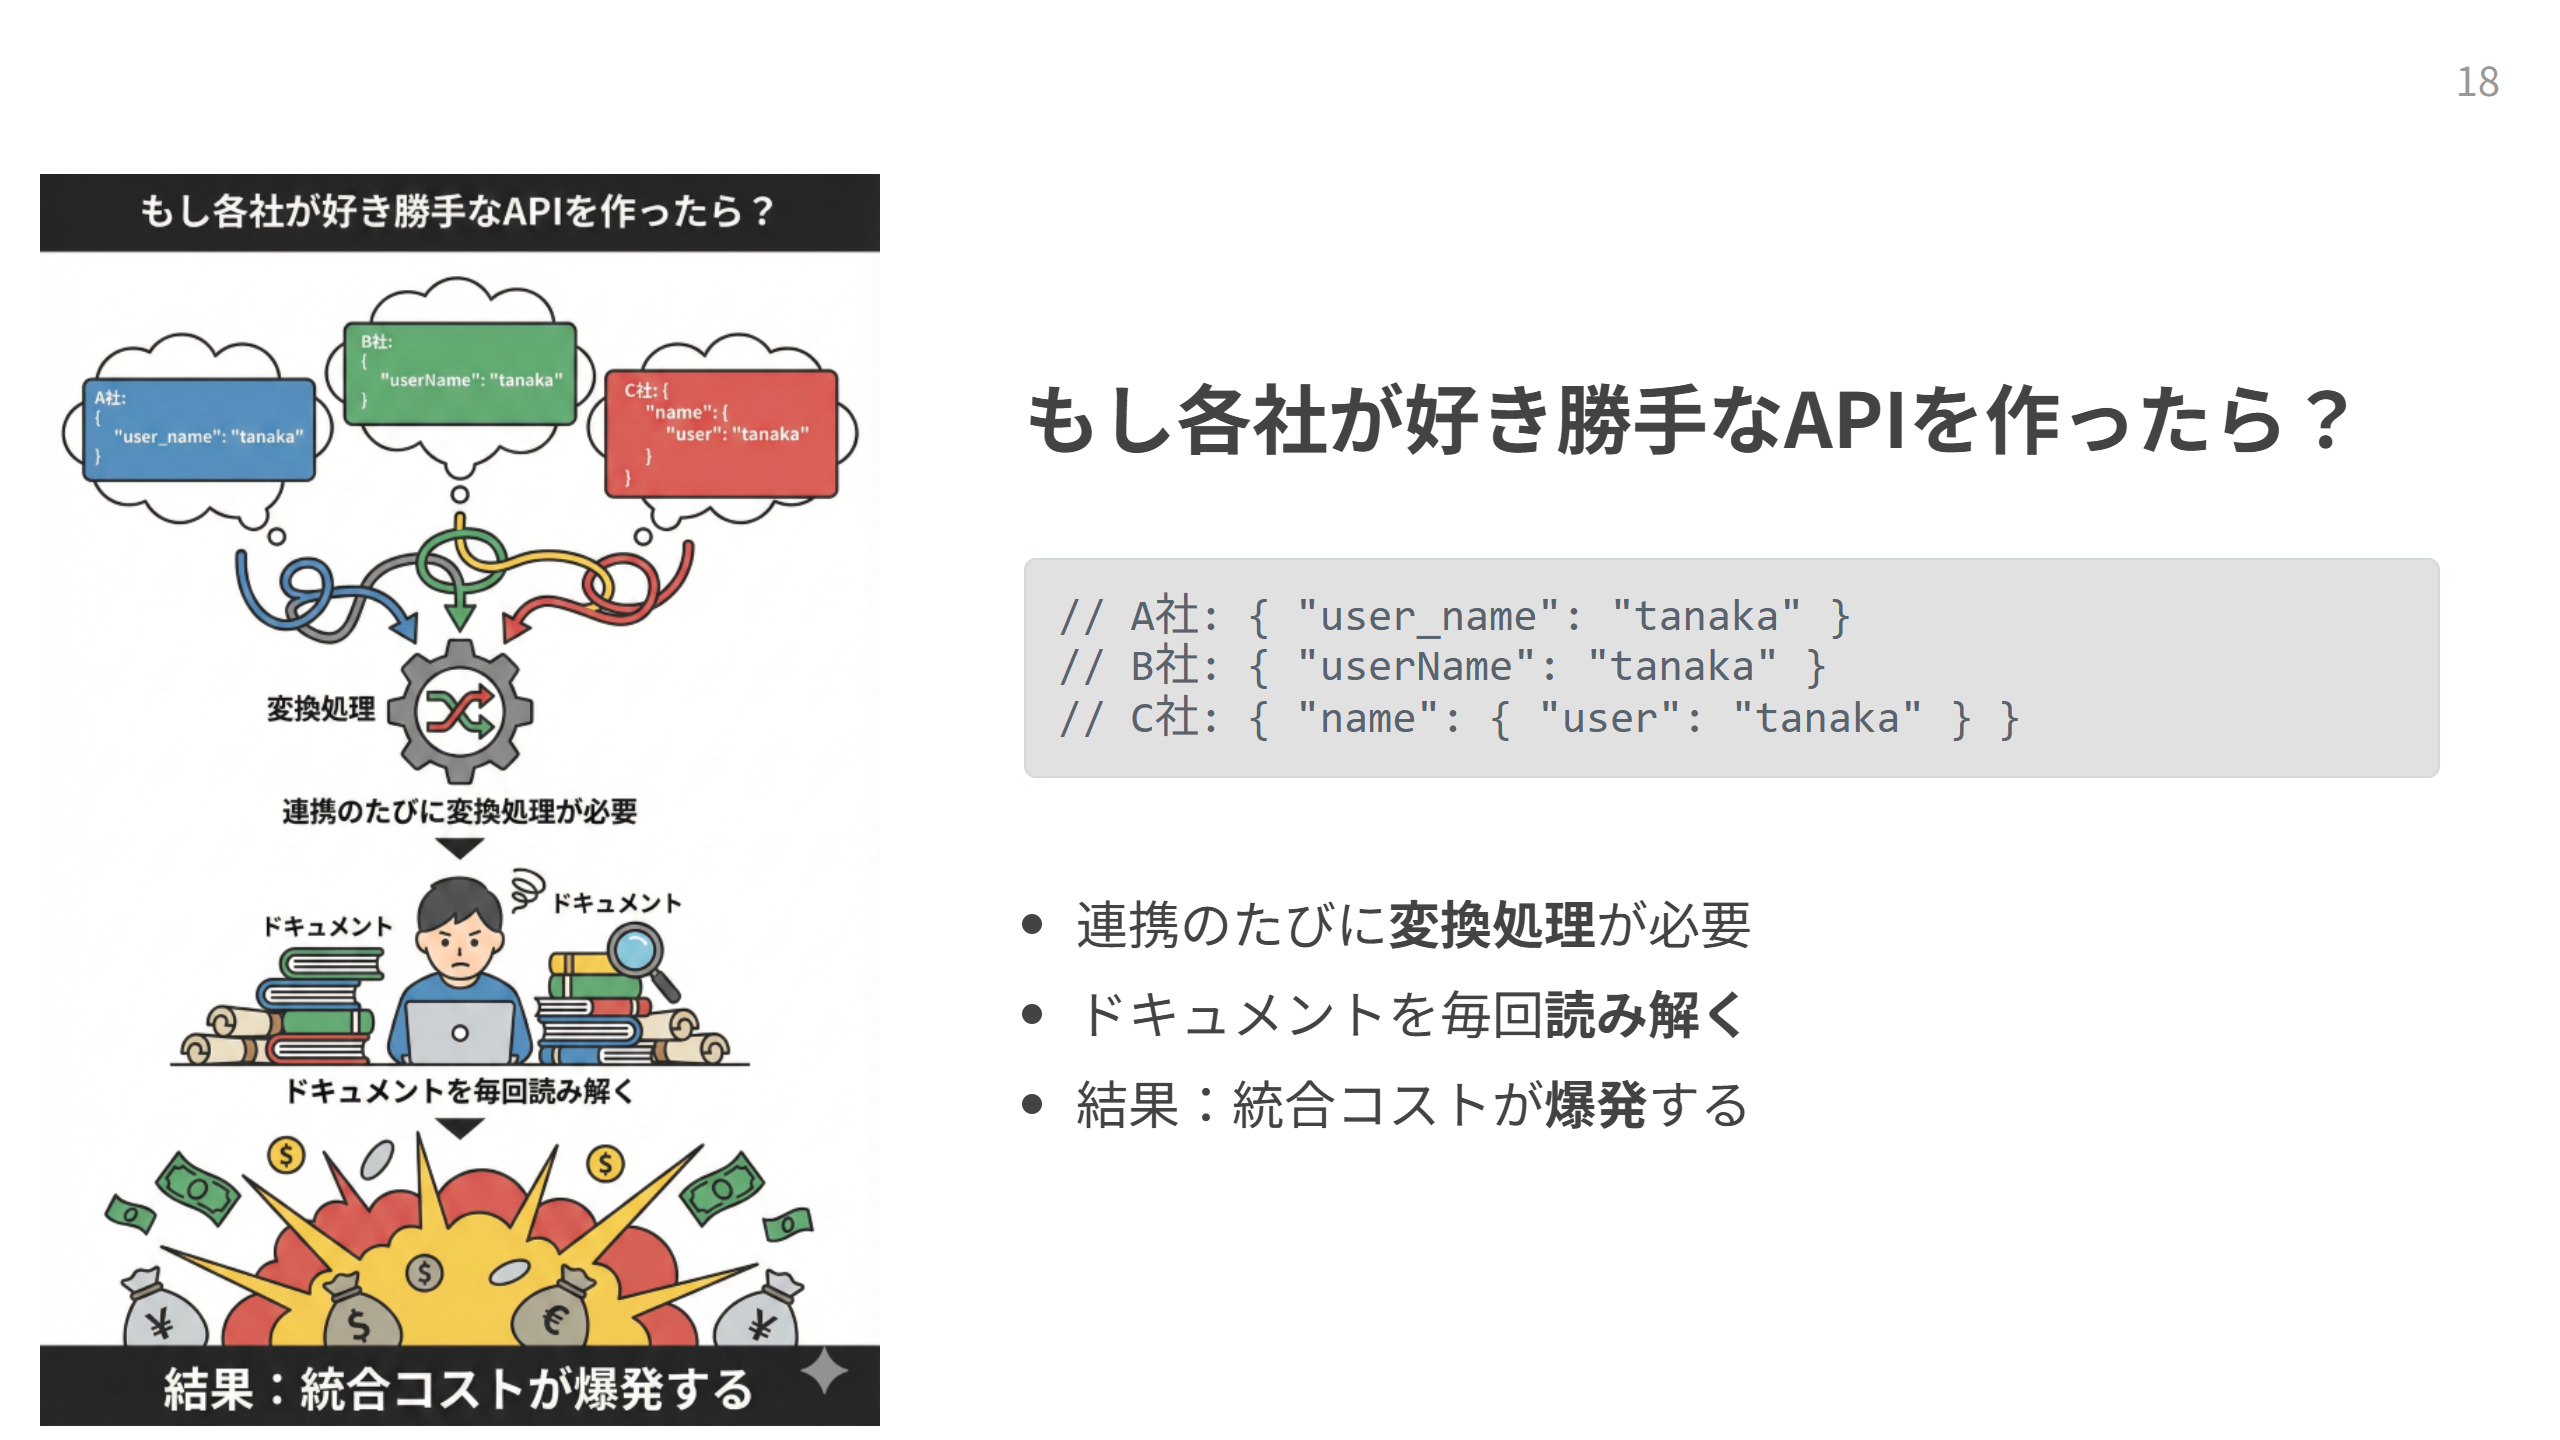 18
もし各社が好き勝手なAPIを作ったら？
A社:
{
"user_name": "tanaka"
}
B社:
{
"userName": "tanaka"
}
C社: {
"name": {
"user": "tanaka"
}
}
変換処理
連携のたびに変換処理が必要
ドキュメント
ドキュメント
ドキュメントを毎回読み解く
$
$
$
¥
$
€
¥
結果：統合コストが爆発する
もし各社が好き勝手なAPIを作ったら？
// A社: { "user_name": "tanaka" }
// B社: { "userName": "tanaka" }
// C社: { "name": { "user": "tanaka" } }
• 連携のたびに変換処理が必要
• ドキュメントを毎回読み解く
• 結果：統合コストが爆発する